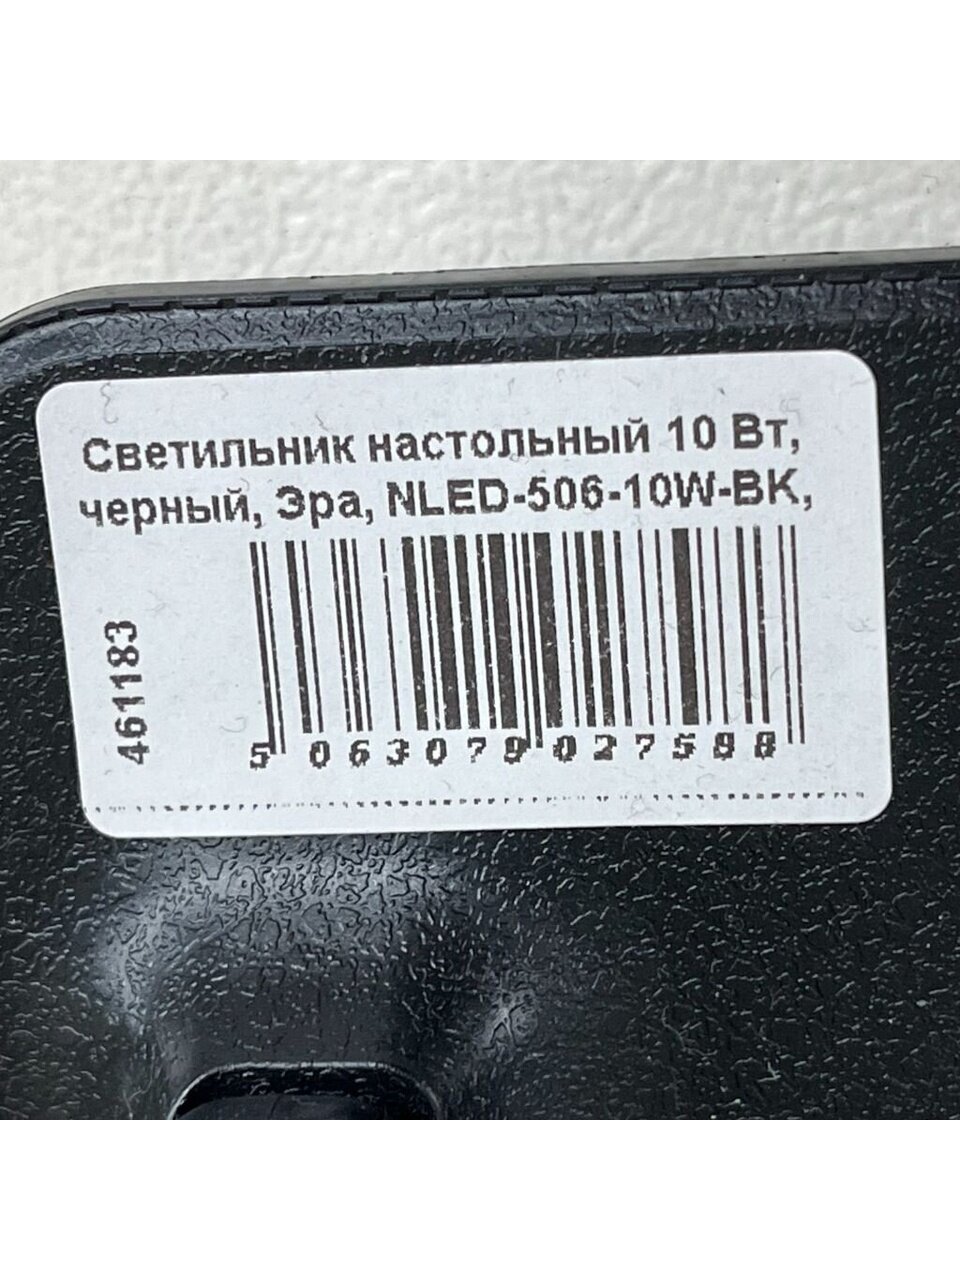 Светильник настольный 10 Вт,
черный, Эра, NLED-506-10W-BK,
461183
5 063079 027588